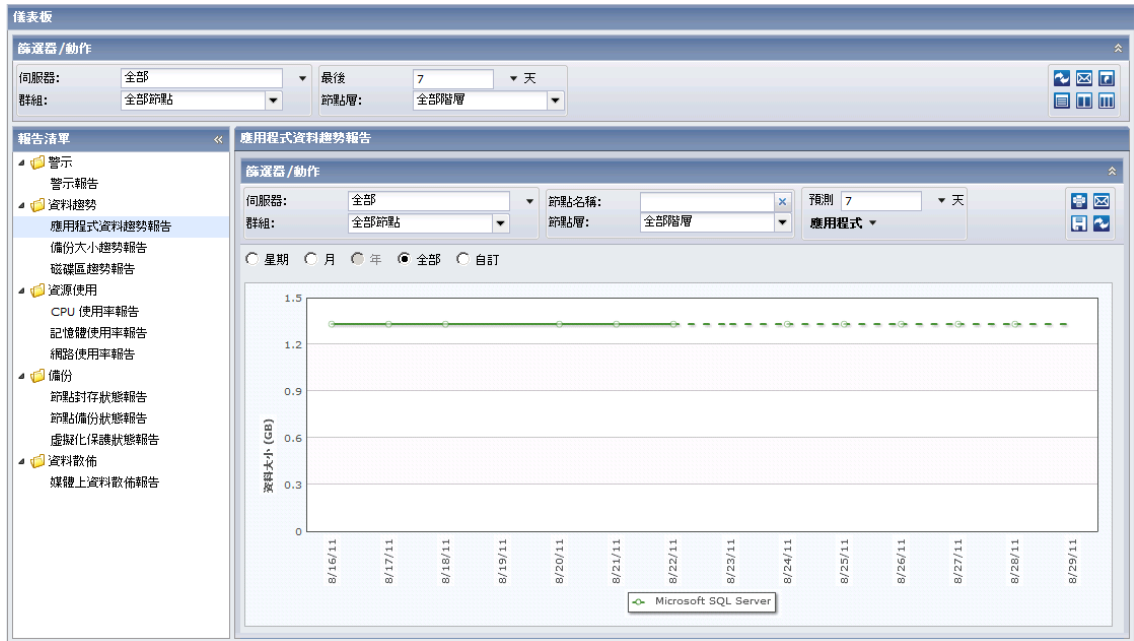 儀表板
篩選器/動作
伺服器: 全部 最後 7 天
群組: 全部節點 節點層: 全部階層
報告清單
警示
警示報告
資料趨勢
應用程式資料趨勢報告
備份大小趨勢報告
磁碟區趨勢報告
資源使用
CPU 使用率報告
記憶體使用率報告
網路使用率報告
備份
節點封存狀態報告
節點備份狀態報告
虛擬化保護狀態報告
資料散佈
媒體上資料散佈報告
應用程式資料趨勢報告
篩選器/動作
伺服器: 全部 節點名稱: 預測 7 天
群組: 全部節點 節點層: 全部階層 應用程式
星期 月 年 全部 自訂
資料大小 (GB)
1.5
1.2
0.9
0.6
0.3
0
8/16/11
8/17/11
8/18/11
8/19/11
8/20/11
8/21/11
8/22/11
8/23/11
8/24/11
8/25/11
8/26/11
8/27/11
8/28/11
8/29/11
Microsoft SQL Server